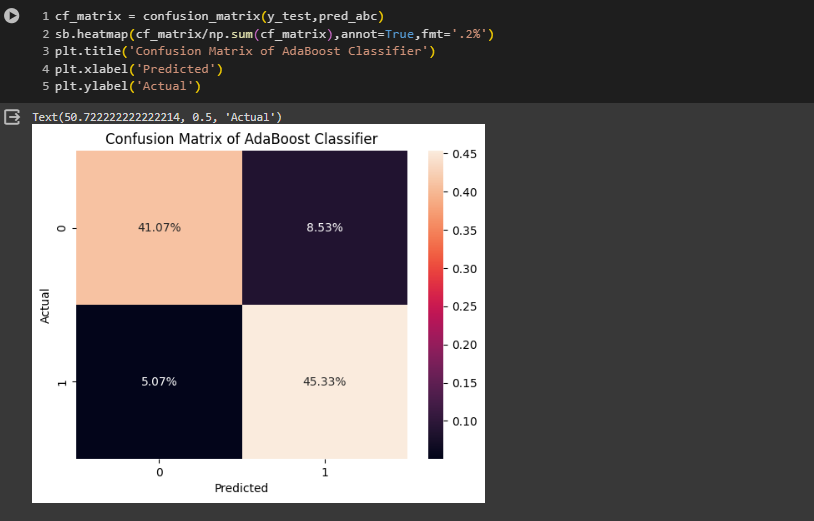 1 cf_matrix = confusion_matrix(y_test,pred_abc)
2 sb.heatmap(cf_matrix/np.sum(cf_matrix),annot=True,fmt='.2%')
3 plt.title('Confusion Matrix of AdaBoost Classifier')
4 plt.xlabel('Predicted')
5 plt.ylabel('Actual')
Text(50.722222222222214, 0.5, 'Actual')
Confusion Matrix of AdaBoost Classifier
Actual
0
1
41.07%
8.53%
5.07%
45.33%
0
1
Predicted
0.45
0.40
0.35
0.30
0.25
0.20
0.15
0.10